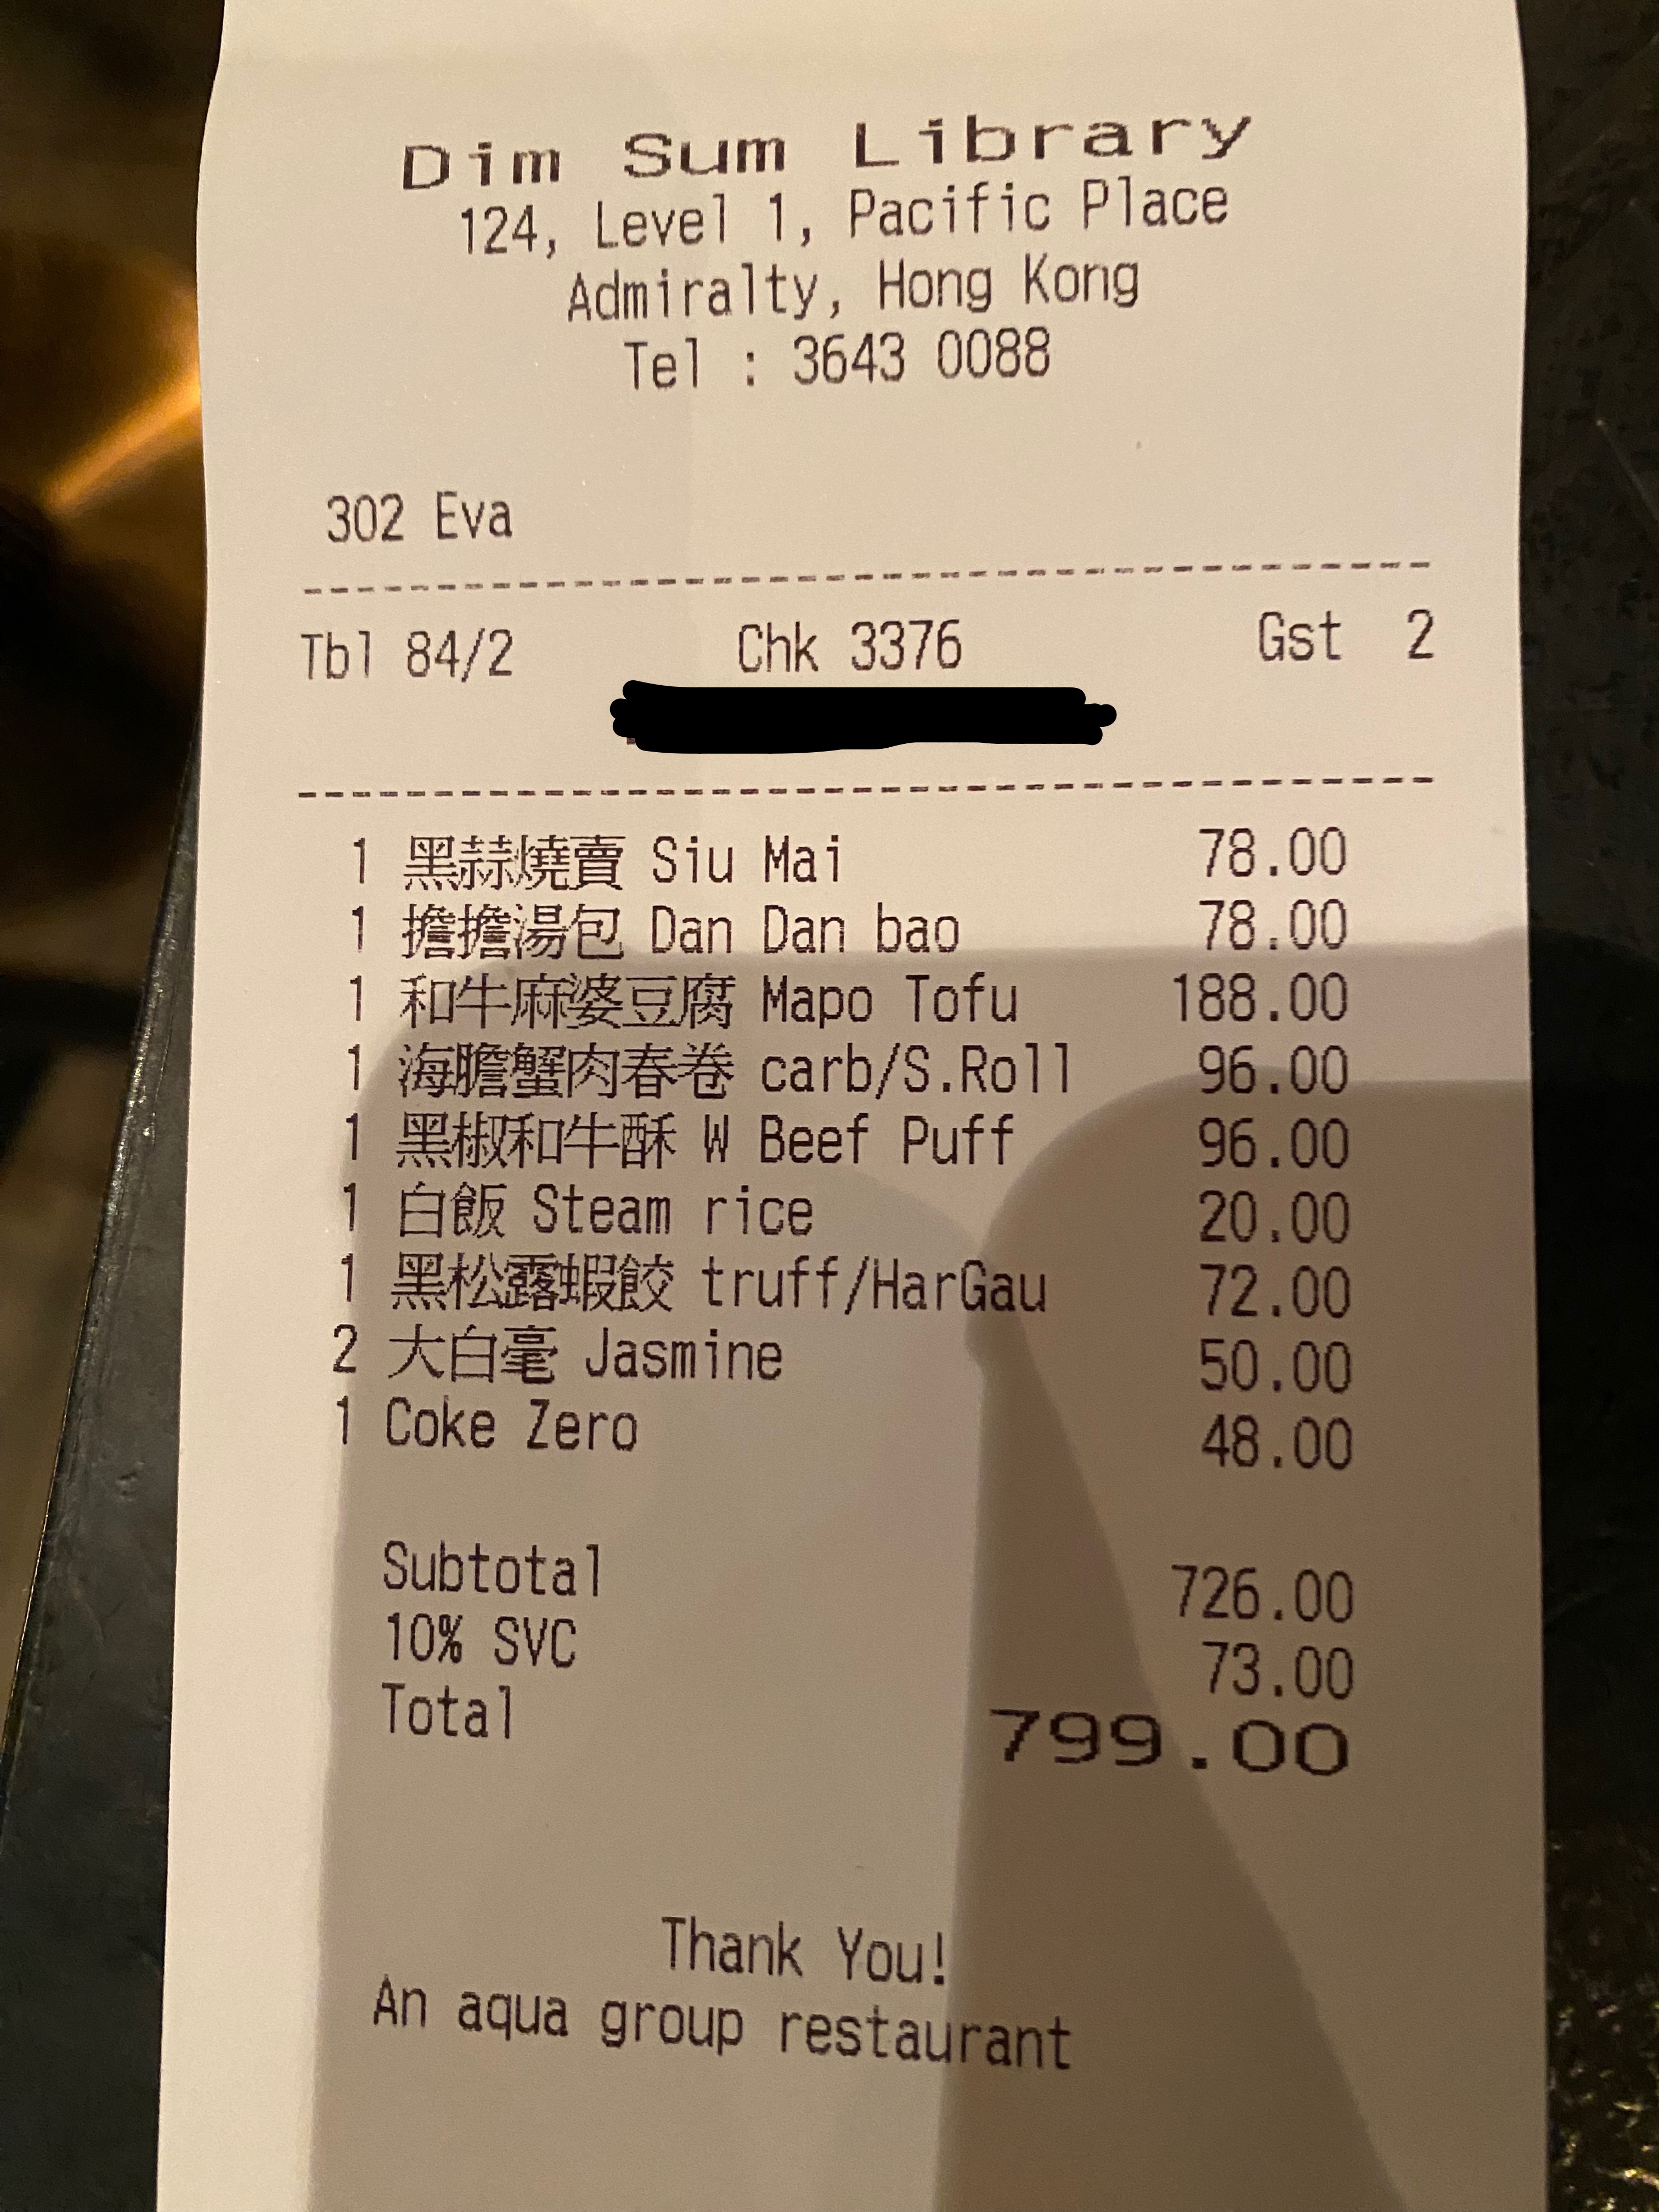 Dim Sum Library
124, Level 1, Pacific Place
Admiralty, Hong Kong
Tel : 3643 0088
302 Eva
Tbl 84/2 Chk 3376 Gst 2
1 黑蒜燒賣 Siu Mai 78.00
1 擔擔湯包 Dan Dan bao 78.00
1 和牛麻婆豆腐 Mapo Tofu 188.00
1 海膽蟹肉春卷 carb/S.Roll 96.00
1 黑椒和牛酥 W Beef Puff 96.00
1 白飯 Steam rice 20.00
1 黑松露蝦餃 truff/HarGau 72.00
2 大白毫 Jasmine 50.00
1 Coke Zero 48.00
Subtotal 726.00
10% SVC 73.00
Total 799.00
Thank You!
An aqua group restaurant